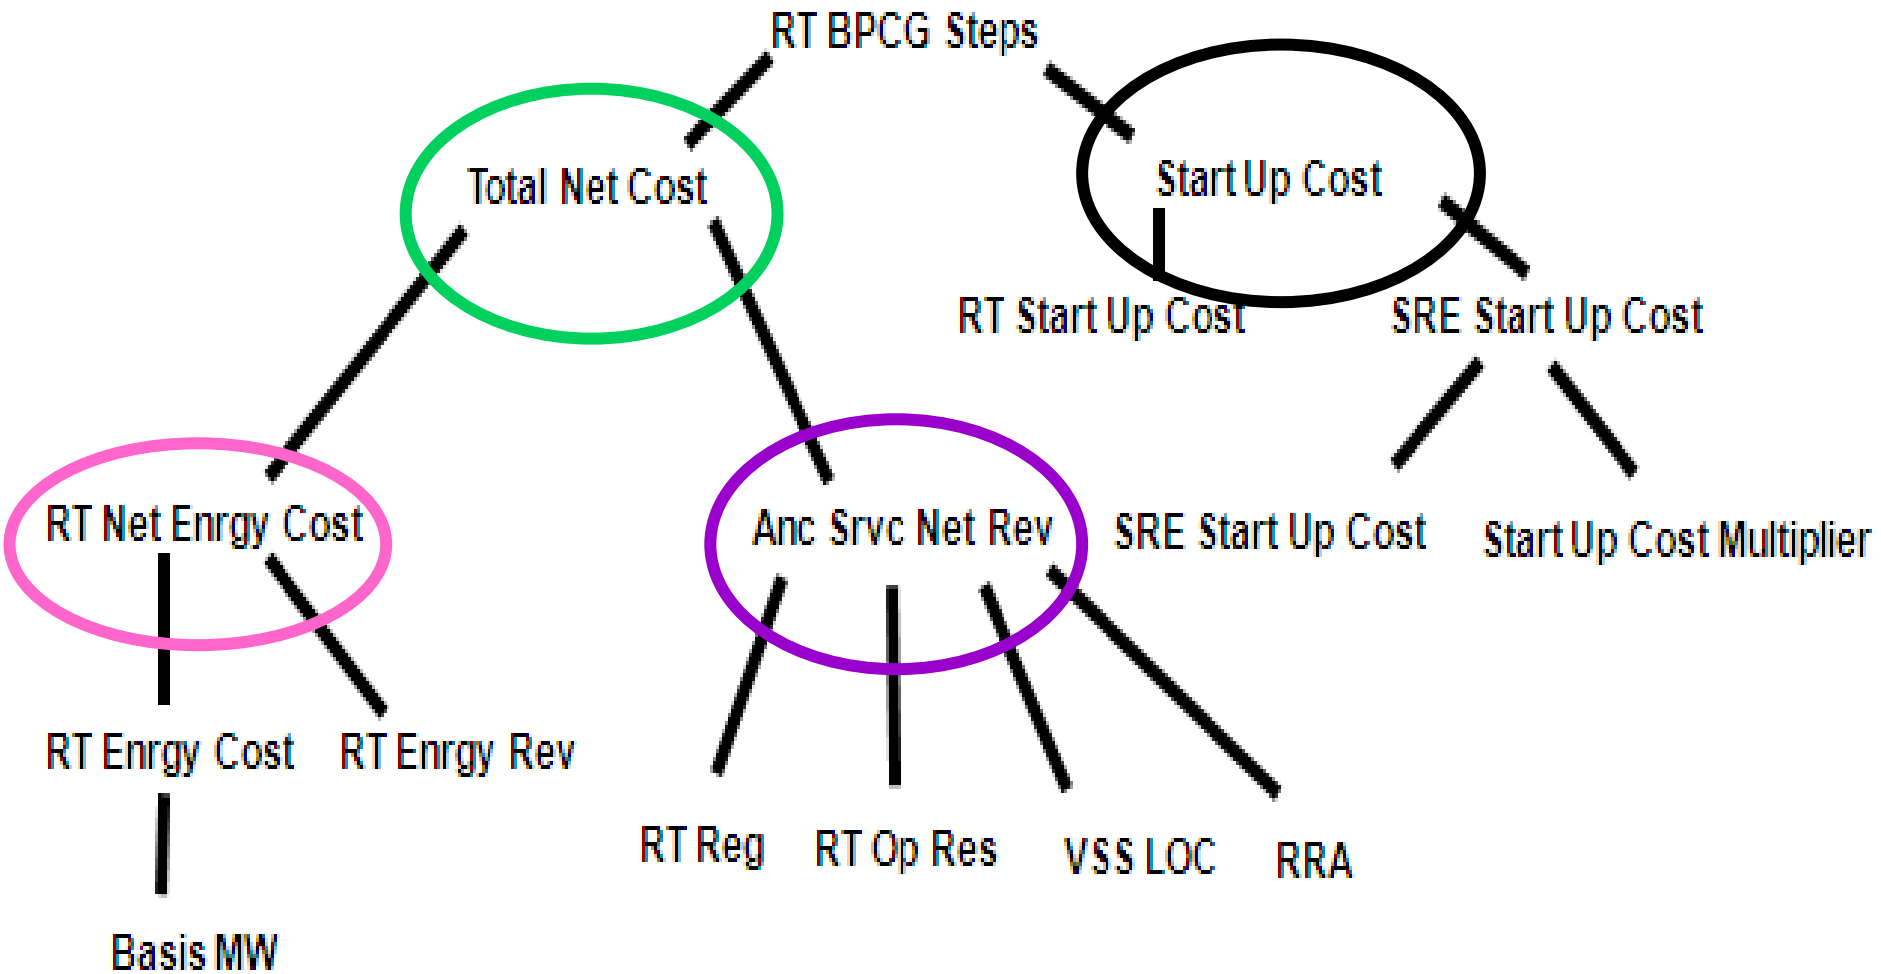 RT BPCG Steps
Total Net Cost
Start Up Cost
RT Start Up Cost
SRE Start Up Cost
RT Net Enrgy Cost
Anc Srvc Net Rev
SRE Start Up Cost
Start Up Cost Multiplier
RT Enrgy Cost
RT Enrgy Rev
RT Reg
RT Op Res
VSS LOC
RRA
Basis MW